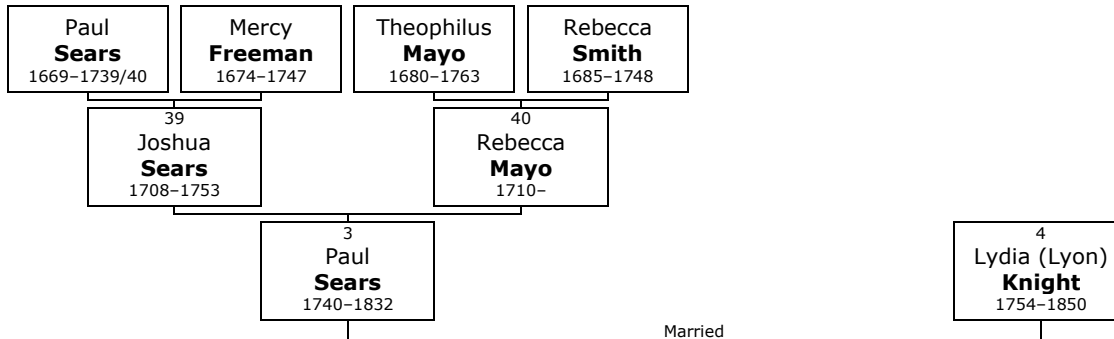 Paul
Sears
1669–1739/40
Mercy
Freeman
1674–1747
Theophilus
Mayo
1680–1763
Rebecca
Smith
1685–1748
39
Joshua
Sears
1708–1753
40
Rebecca
Mayo
1710–
3
Paul
Sears
1740–1832
4
Lydia (Lyon)
Knight
1754–1850
Married